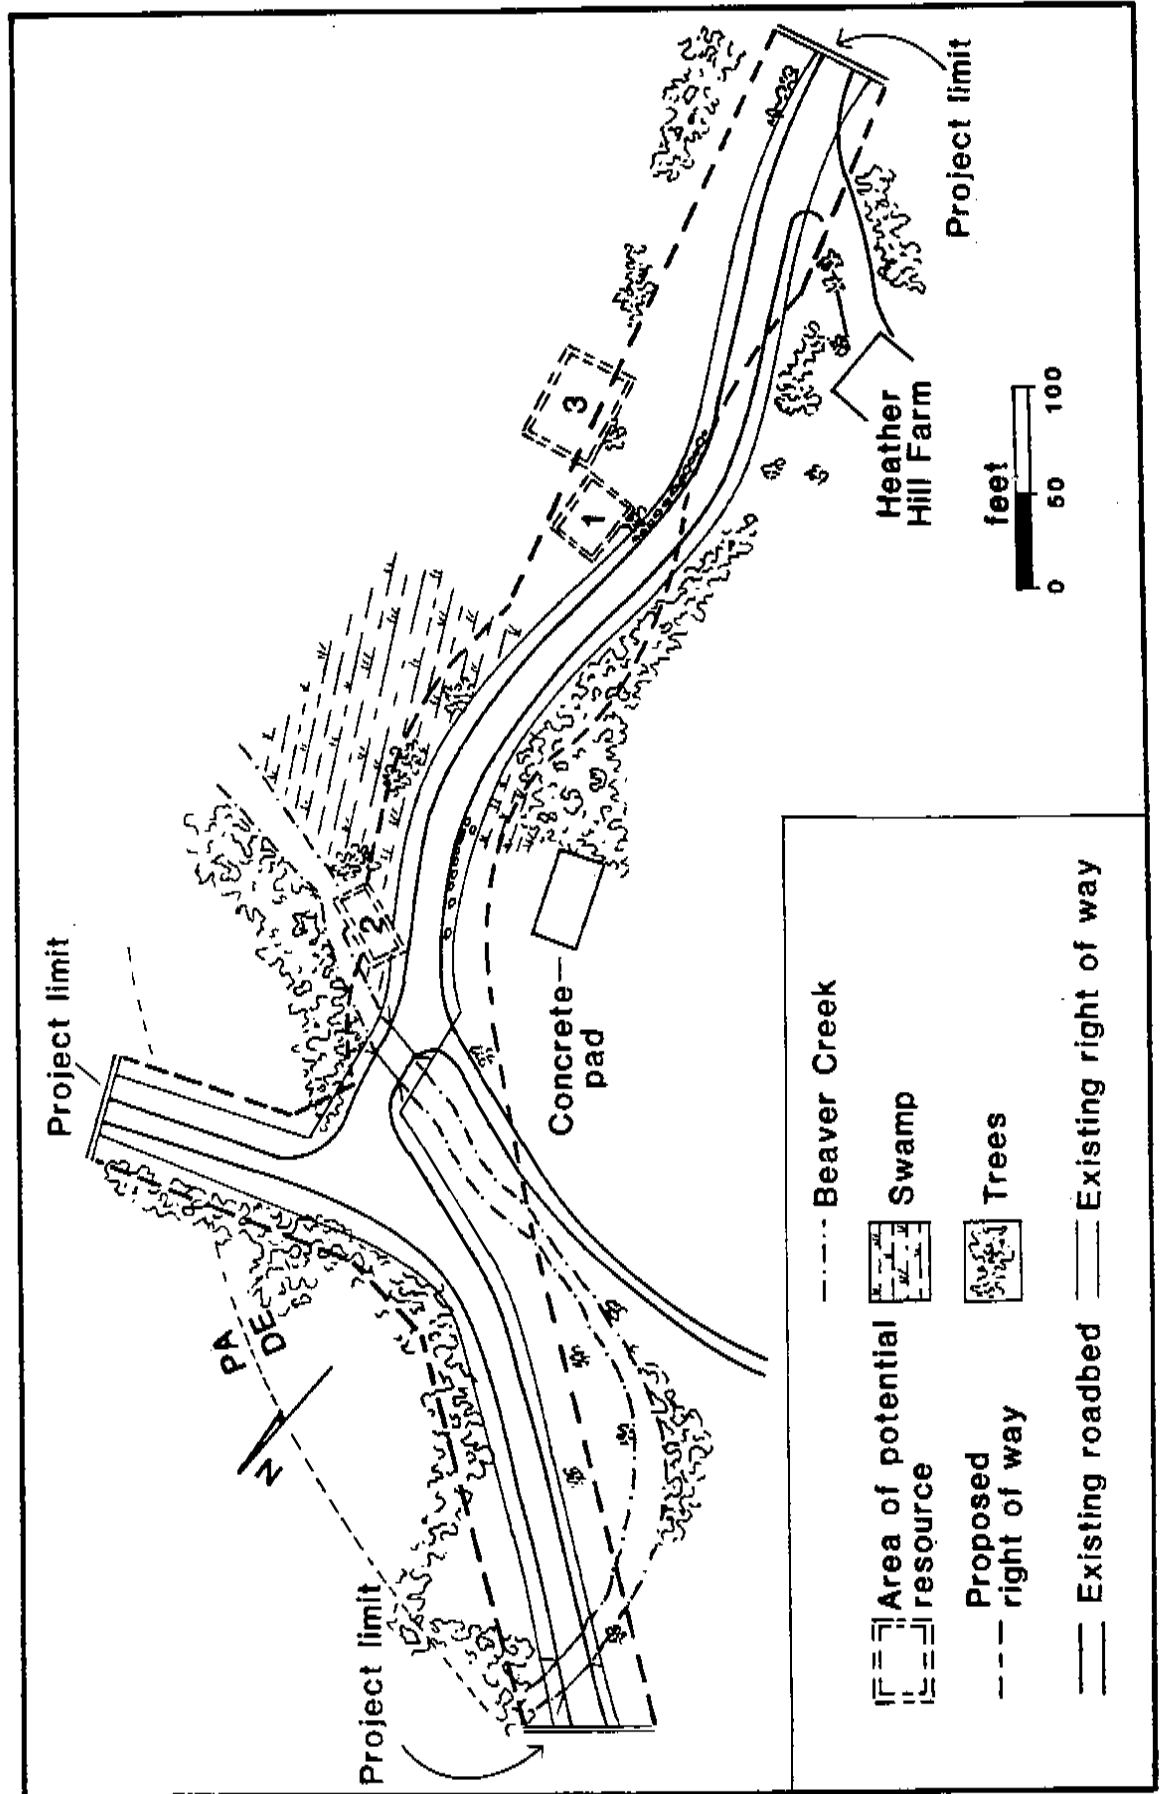 Project limit
Project limit
Project limit
PA
DE
N
1
2
3
Concrete
pad
Heather
Hill Farm
feet
0 50 100
Beaver Creek
Area of potential
resource
Swamp
Proposed
right of way
Trees
Existing roadbed
Existing right of way